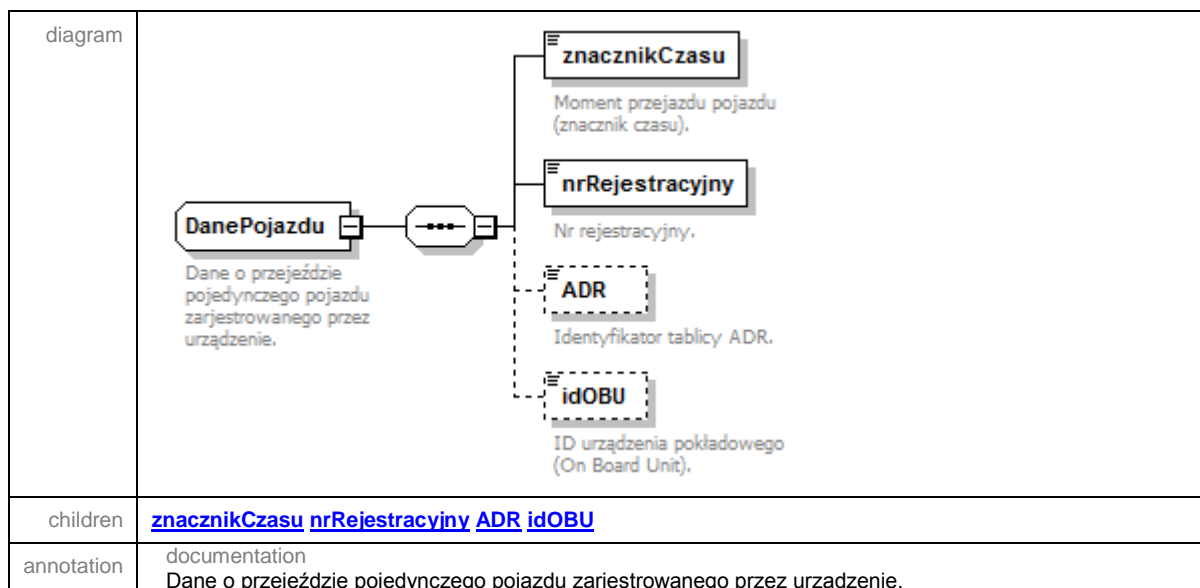 diagram
znacznikCzasu
Moment przejazdu pojazdu
(znacznik czasu).
nrRejestracyjny
Nr rejestracyjny.
DanePojazdu
Dane o przejeździe
pojedynczego pojazdu
zarjestrowanego przez
urządzenie.
ADR
Identyfikator tablicy ADR.
idOBU
ID urządzenia pokładowego
(On Board Unit).
children
znacznikCzasu nrRejestracyjny ADR idOBU
annotation
documentation
Dane o przejeździe pojedynczego pojazdu zarjestrowanego przez urządzenie.